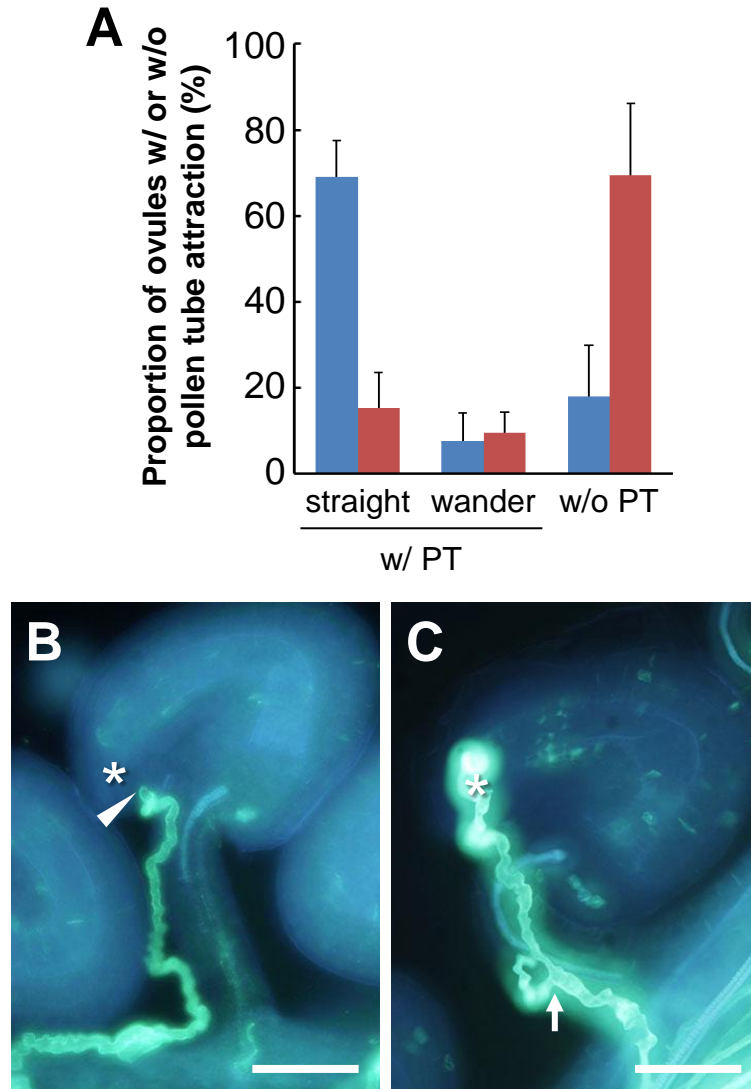 A
Proportion of ovules w/ or w/o
pollen tube attraction (%)
100
80
60
40
20
0
straight wander w/o PT
w/ PT
B
*
C
*